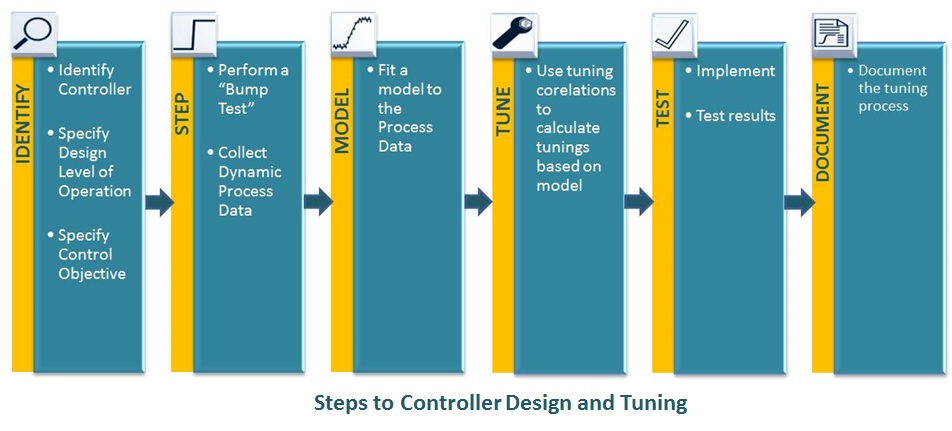 IDENTIFY
• Identify
Controller
• Specify
Design
Level of
Operation
• Specify
Control
Objective
STEP
• Perform a
“Bump
Test”
• Collect
Dynamic
Process
Data
MODEL
• Fit a
model to
the
Process
Data
TUNE
• Use tuning
corelations
to
calculate
tunings
based on
model
TEST
• Implement
• Test results
DOCUMENT
• Document
the tuning
process
Steps to Controller Design and Tuning